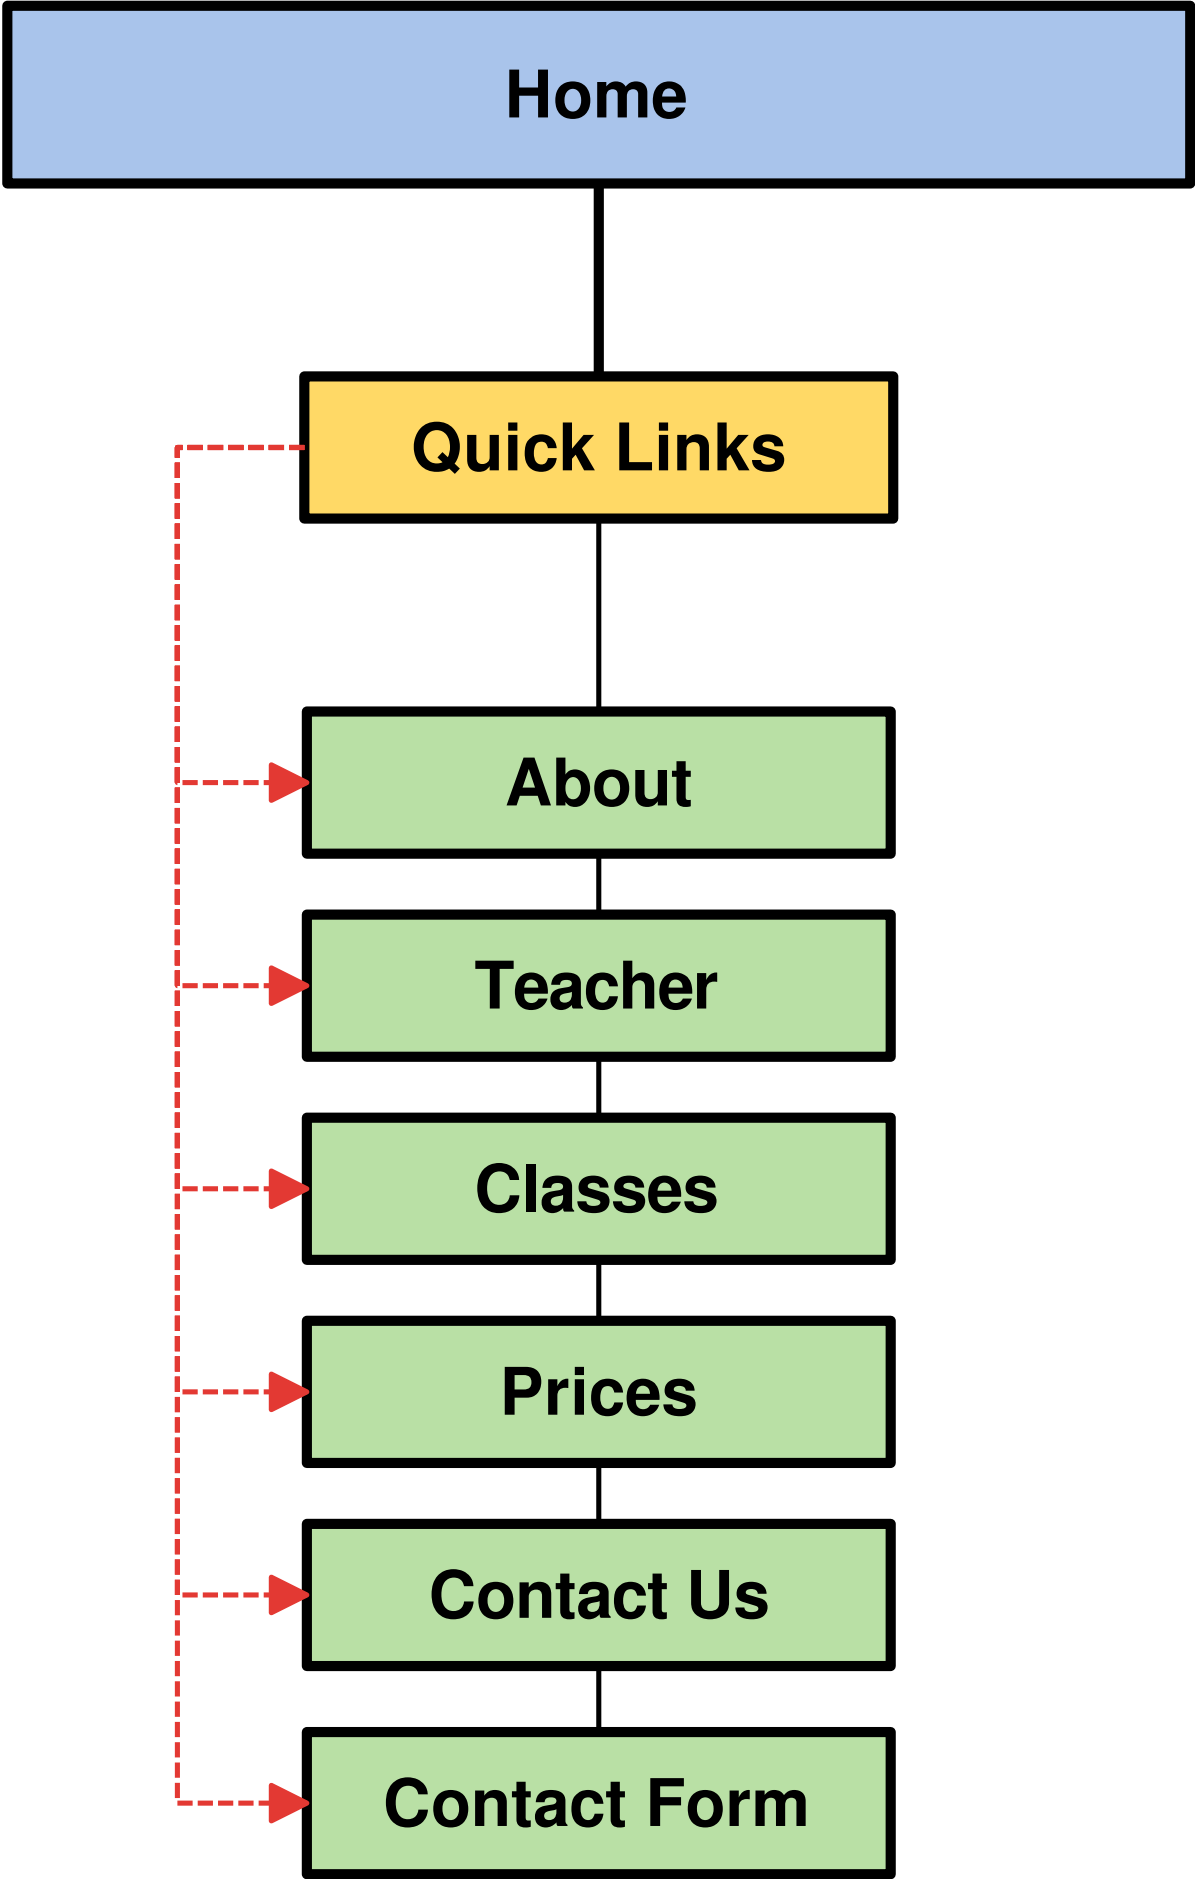 Home
Quick Links
About
Teacher
Classes
Prices
Contact Us
Contact Form